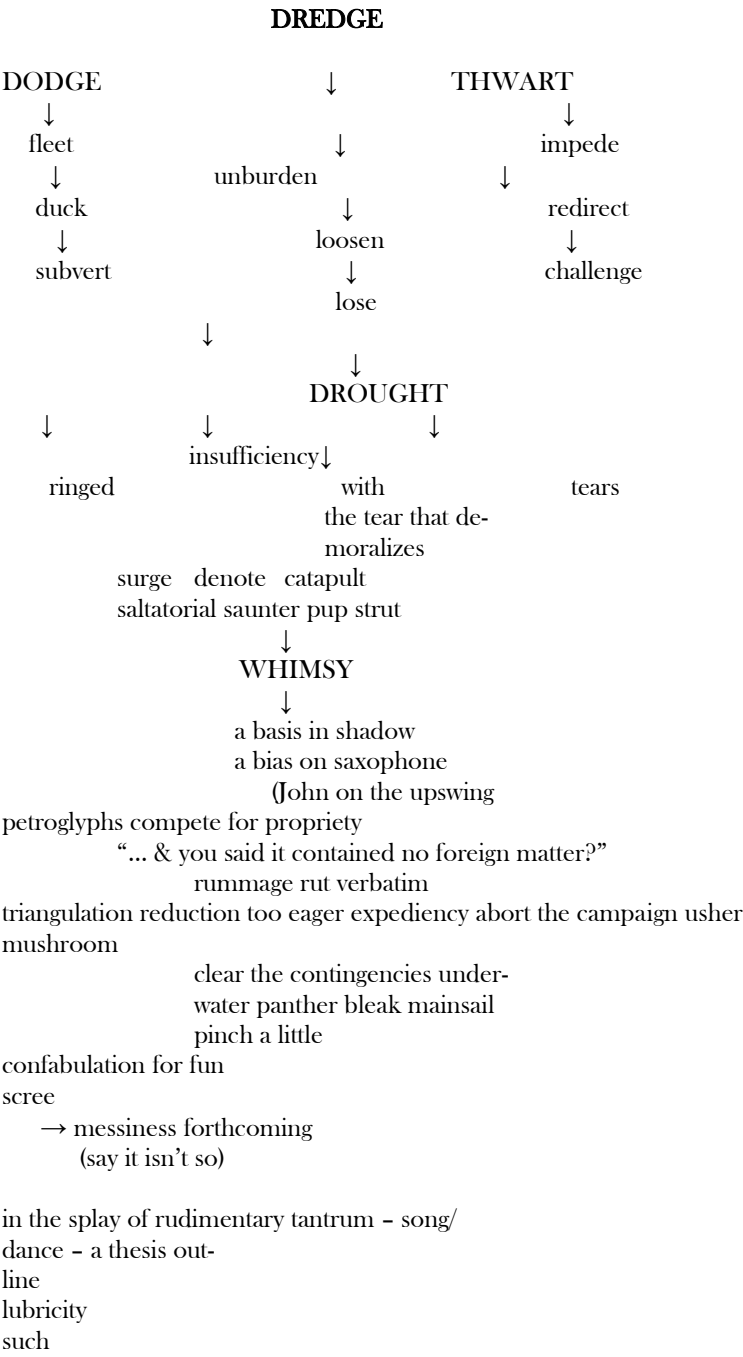 DREDGE
DODGE ↓ THWART
↓ ↓
fleet ↓ impede
↓ unburden ↓
duck ↓ redirect
↓ loosen ↓
subvert ↓ challenge
lose
↓
↓
DROUGHT
↓ ↓ ↓
insufficiency↓
ringed with tears
the tear that de-
moralizes
surge denote catapult
saltatorial saunter pup strut
↓
WHIMSY
↓
a basis in shadow
a bias on saxophone
(John on the upswing
petroglyphs compete for propriety
“... & you said it contained no foreign matter?”
rummage rut verbatim
triangulation reduction too eager expediency abort the campaign usher
mushroom
clear the contingencies under-
water panther bleak mainsail
pinch a little
confabulation for fun
scree
→ messiness forthcoming
(say it isn’t so)
in the splay of rudimentary tantrum – song/
dance – a thesis out-
line
lubricity
such